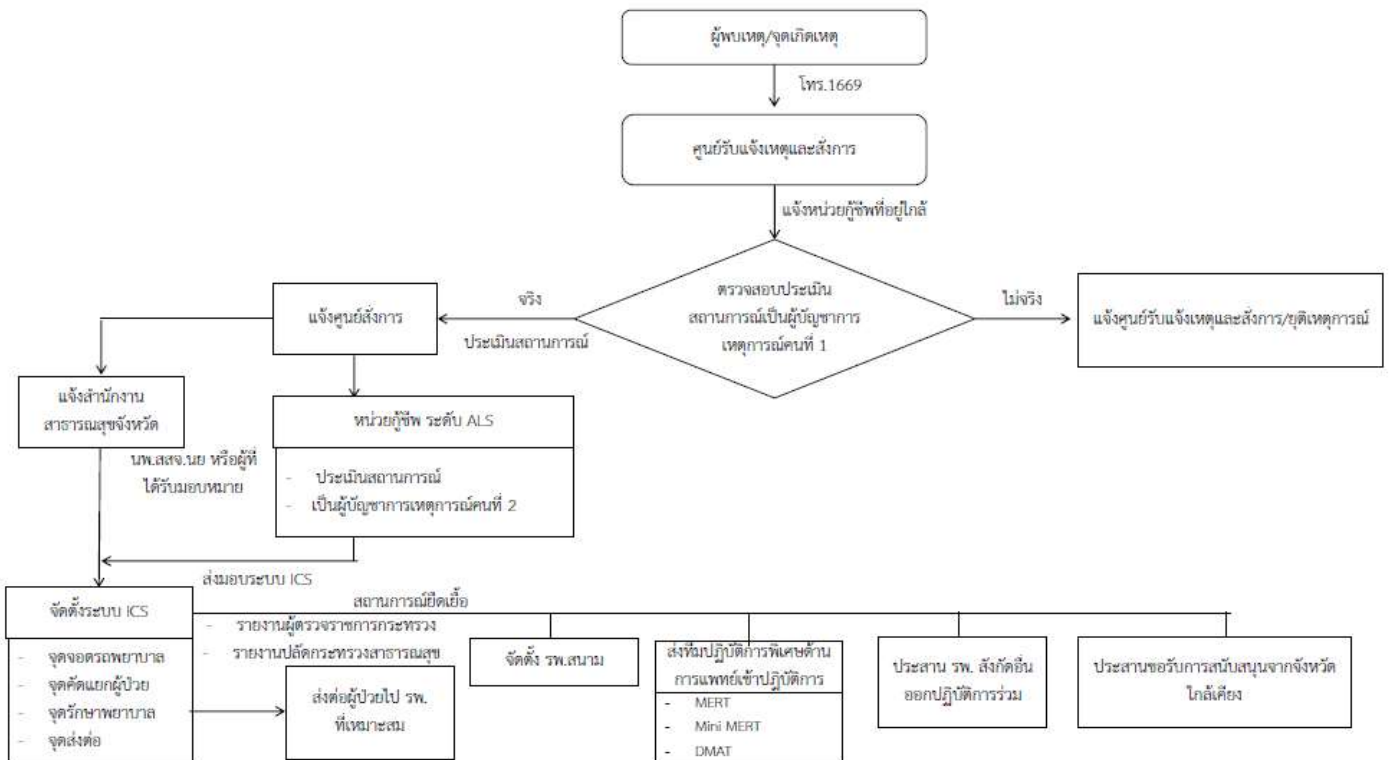 ผู้พบเหตุ/จุดเกิดเหตุ
โทร.1669
ศูนย์รับแจ้งเหตุและสั่งการ
แจ้งหน่วยกู้ชีพที่อยู่ใกล้
ตรวจสอบประเมิน
สถานการณ์เป็นผู้บัญชาการ
เหตุการณ์คนที่ 1
จริง
ประเมินสถานการณ์
ไม่จริง
แจ้งศูนย์รับแจ้งเหตุและสั่งการ/ยุติเหตุการณ์
แจ้งศูนย์สั่งการ
แจ้งสำนักงาน
สาธารณสุขจังหวัด
หน่วยกู้ชีพ ระดับ ALS
- ประเมินสถานการณ์
- เป็นผู้บัญชาการเหตุการณ์คนที่ 2
นพ.สสจ.นย หรือผู้ที่
ได้รับมอบหมาย
ส่งมอบระบบ ICS
จัดตั้งระบบ ICS
- จุดจอดรถพยาบาล
- จุดคัดแยกผู้ป่วย
- จุดรักษาพยาบาล
- จุดส่งต่อ
สถานการณ์ยืดเยื้อ
- รายงานผู้ตรวจราชการกระทรวง
- รายงานปลัดกระทรวงสาธารณสุข
ส่งต่อผู้ป่วยไป รพ.
ที่เหมาะสม
จัดตั้ง รพ.สนาม
ส่งทีมปฏิบัติการพิเศษด้าน
การแพทย์เข้าปฏิบัติการ
- MERT
- Mini MERT
- DMAT
ประสาน รพ. สังกัดอื่น
ออกปฏิบัติการร่วม
ประสานขอรับการสนับสนุนจากจังหวัด
ใกล้เคียง